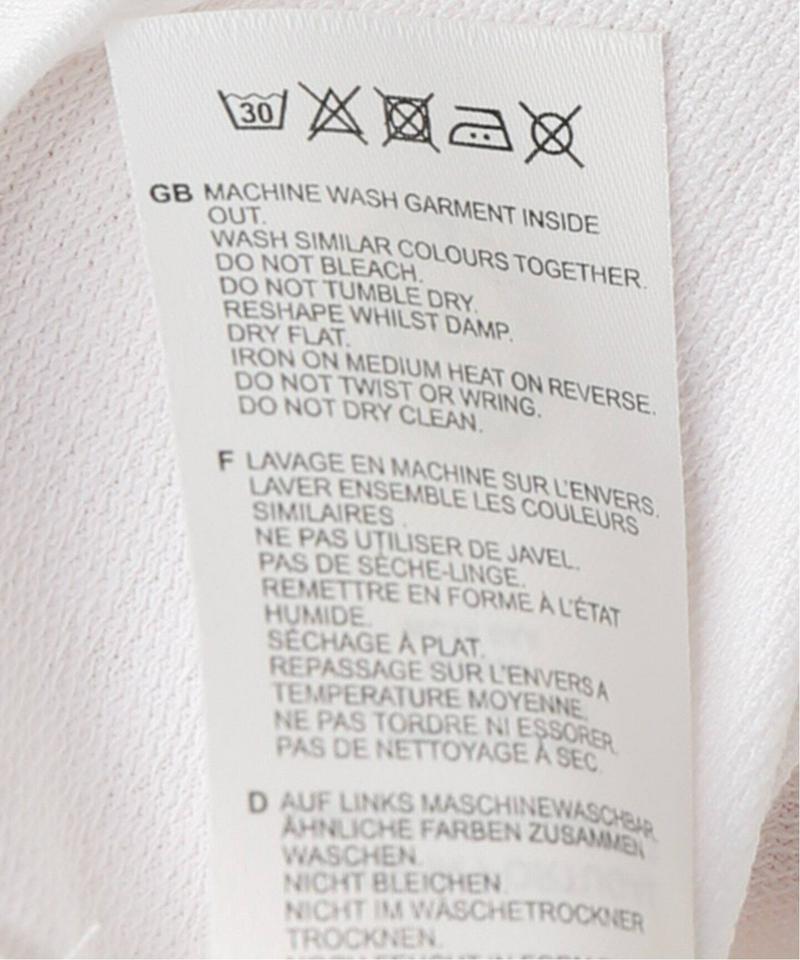 30
GB MACHINE WASH GARMENT INSIDE
OUT.
WASH SIMILAR COLOURS TOGETHER.
DO NOT BLEACH.
DO NOT TUMBLE DRY.
RESHAPE WHILST DAMP.
DRY FLAT.
IRON ON MEDIUM HEAT ON REVERSE.
DO NOT TWIST OR WRING.
DO NOT DRY CLEAN.
F LAVAGE EN MACHINE SUR L'ENVERS.
LAVER ENSEMBLE LES COULEURS
SIMILAIRES .
NE PAS UTILISER DE JAVEL.
PAS DE SÈCHE-LINGE.
REMETTRE EN FORME À L'ÉTAT
HUMIDE.
SÉCHAGE À PLAT.
REPASSAGE SUR L'ENVERS A
TEMPERATURE MOYENNE.
NE PAS TORDRE NI ESSORER.
PAS DE NETTOYAGE À SEC.
D AUF LINKS MASCHINEWASCHBAR.
ÄHNLICHE FARBEN ZUSAMMEN
WASCHEN.
NICHT BLEICHEN.
NICHT IM WÄSCHETROCKNER
TROCKNEN.